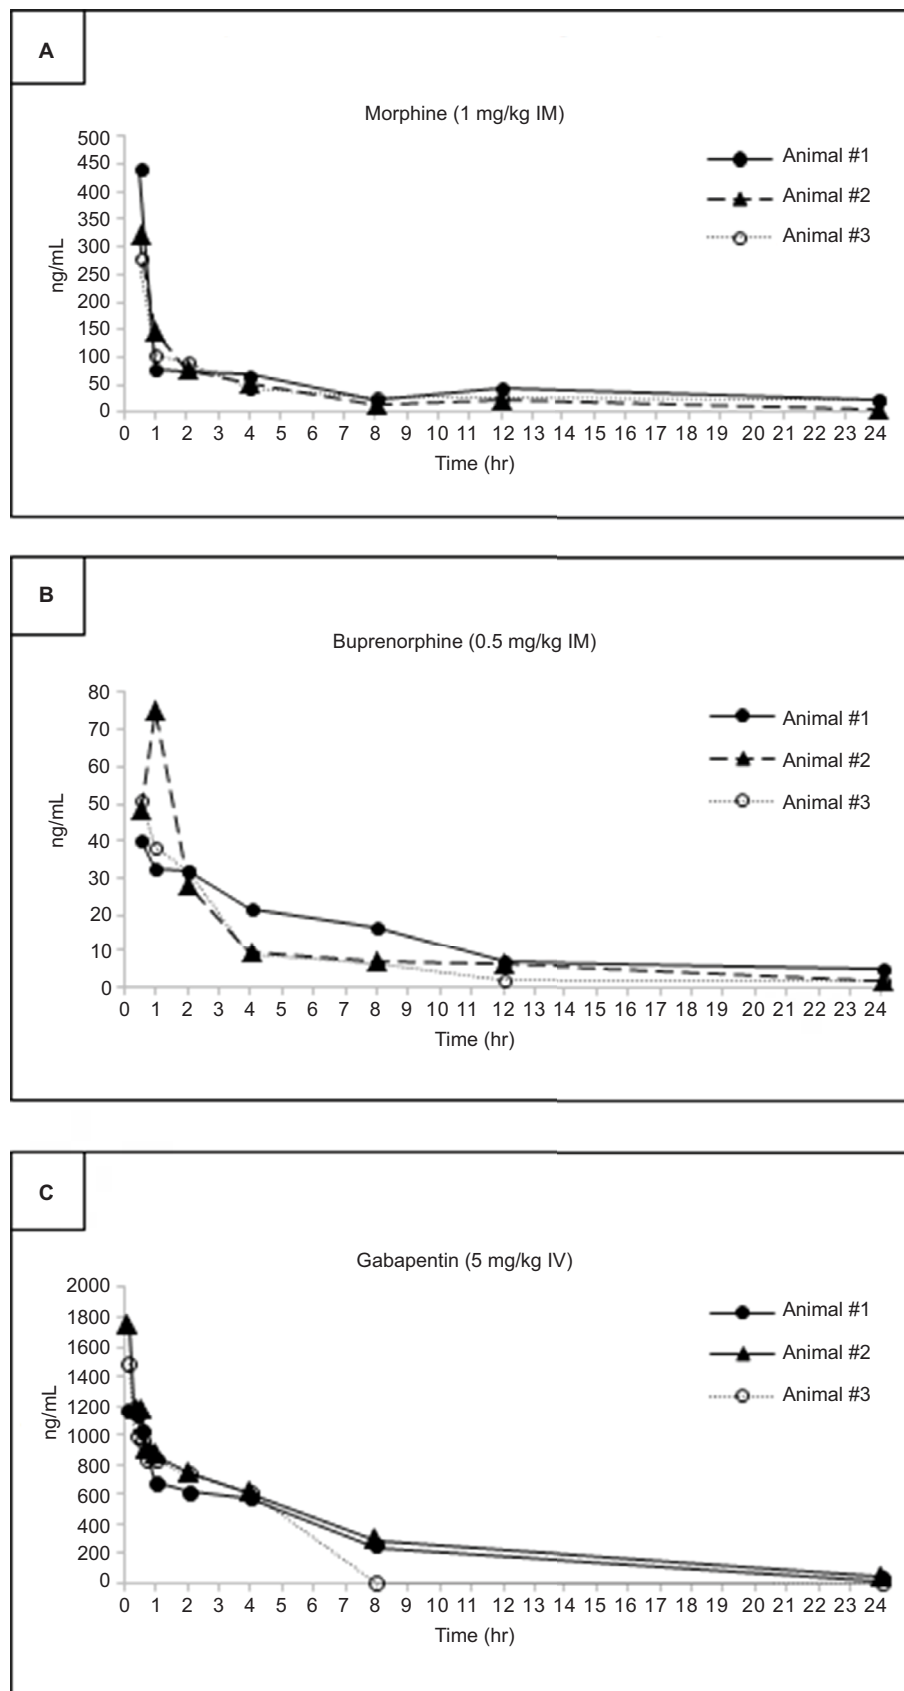 A
Morphine (1 mg/kg IM)
500
450
400
350
300
250
200
150
100
50
0
ng/mL
Animal #1
Animal #2
Animal #3
0 1 2 3 4 5 6 7 8 9 10 11 12 13 14 15 16 17 18 19 20 21 22 23 24
Time (hr)
B
Buprenorphine (0.5 mg/kg IM)
80
70
60
50
40
30
20
10
0
ng/mL
Animal #1
Animal #2
Animal #3
0 1 2 3 4 5 6 7 8 9 10 11 12 13 14 15 16 17 18 19 20 21 22 23 24
Time (hr)
C
Gabapentin (5 mg/kg IV)
2000
1800
1600
1400
1200
1000
800
600
400
200
0
ng/mL
Animal #1
Animal #2
Animal #3
0 1 2 3 4 5 6 7 8 9 10 11 12 13 14 15 16 17 18 19 20 21 22 23 24
Time (hr)